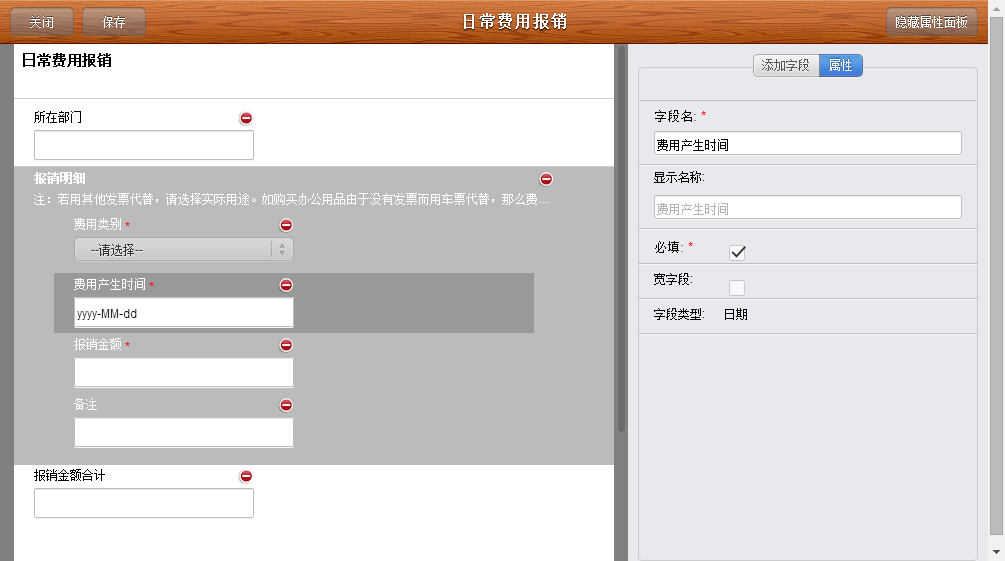 关闭 保存 日常费用报销 隐藏属性面板
日常费用报销
所在部门
报销明细
注：若用其他发票代替，请选择实际用途。如购买办公用品由于没有发票而用车票代替，那么费...
费用类别 *
--请选择--
费用产生时间 *
yyyy-MM-dd
报销金额 *
备注
报销金额合计
添加字段 属性
字段名: *
费用产生时间
显示名称:
费用产生时间
必填: *
宽字段:
字段类型: 日期